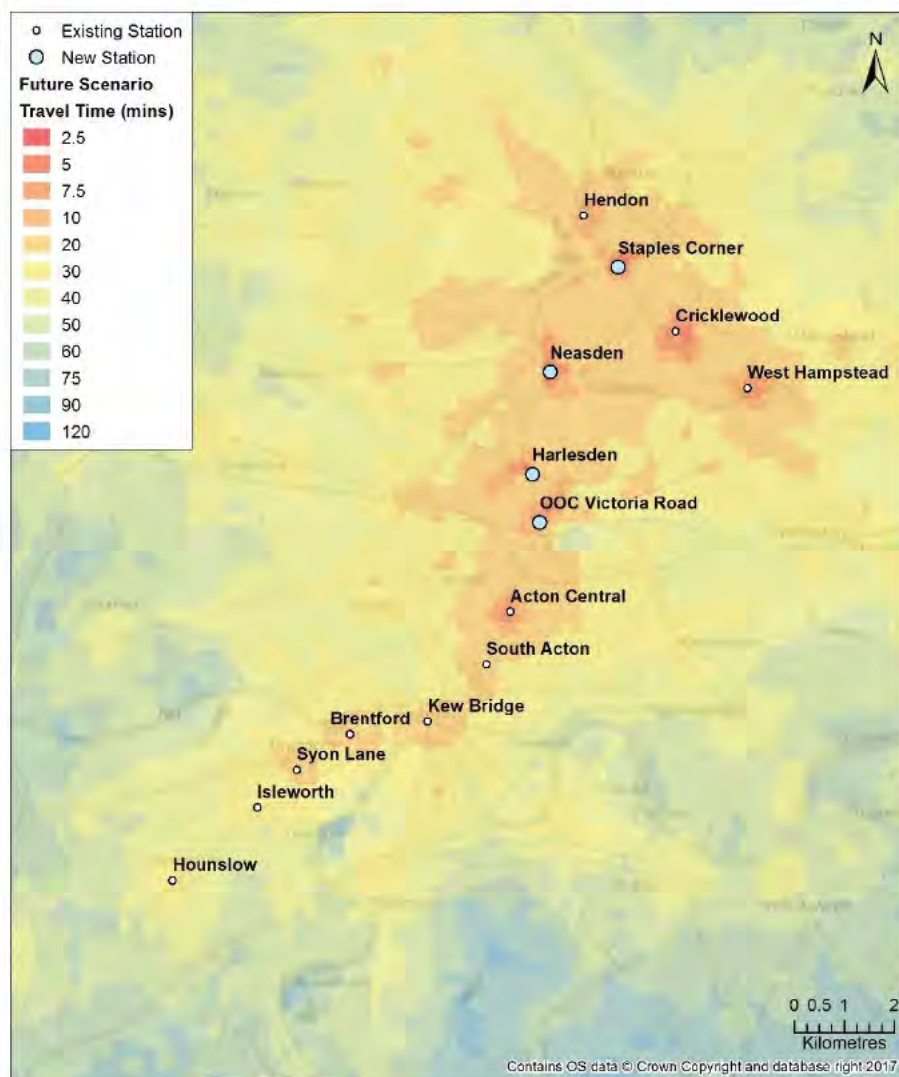 Existing Station
New Station
Future Scenario
Travel Time (mins)
2.5
5
7.5
10
20
30
40
50
60
75
90
120
N
Hendon
Staples Corner
Cricklewood
Neasden
West Hampstead
Harlesden
OOC Victoria Road
Acton Central
South Acton
Kew Bridge
Brentford
Syon Lane
Isleworth
Hounslow
0 0.5 1 2
Kilometres
Contains OS data © Crown Copyright and database right 2017